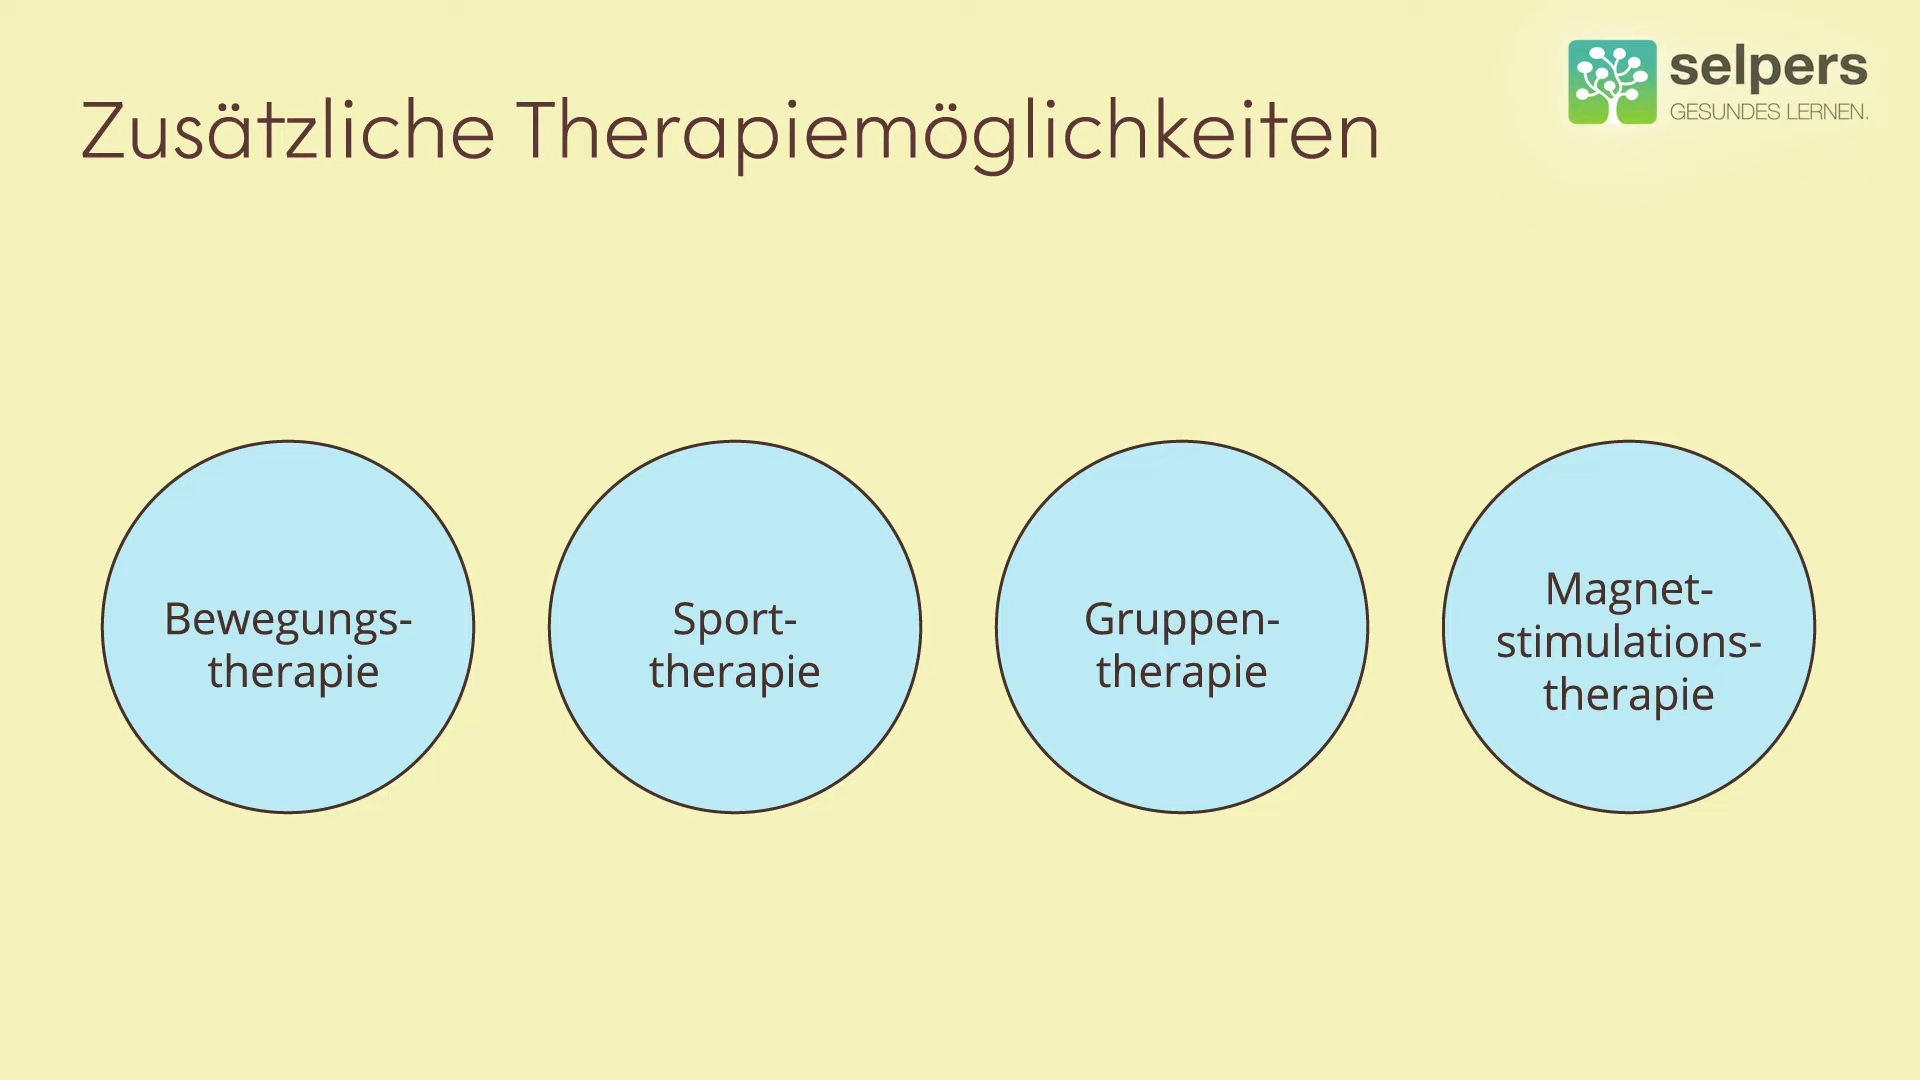 selpers
GESUNDES LERNEN.
Zusätzliche Therapiemöglichkeiten
Bewegungs-
therapie
Sport-
therapie
Gruppen-
therapie
Magnet-
stimulations-
therapie